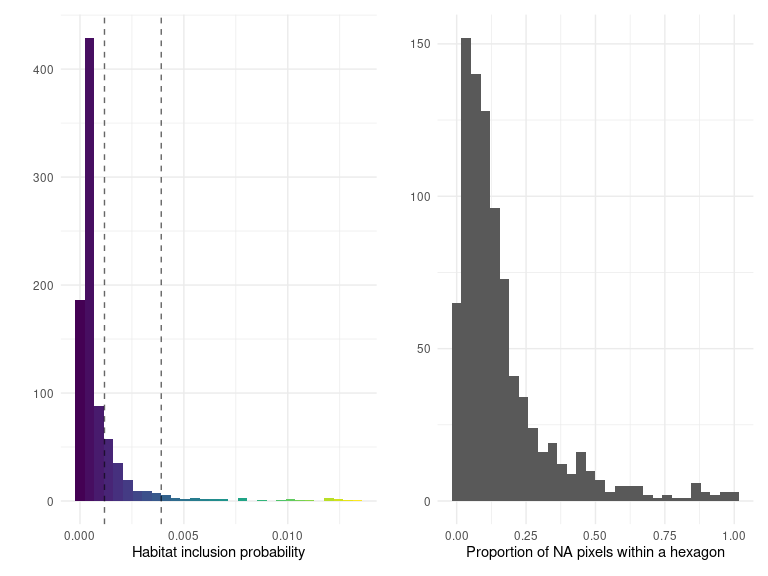 400
300
200
100
0
0.000 0.005 0.010
Habitat inclusion probability
150
100
50
0
0.00 0.25 0.50 0.75 1.00
Proportion of NA pixels within a hexagon